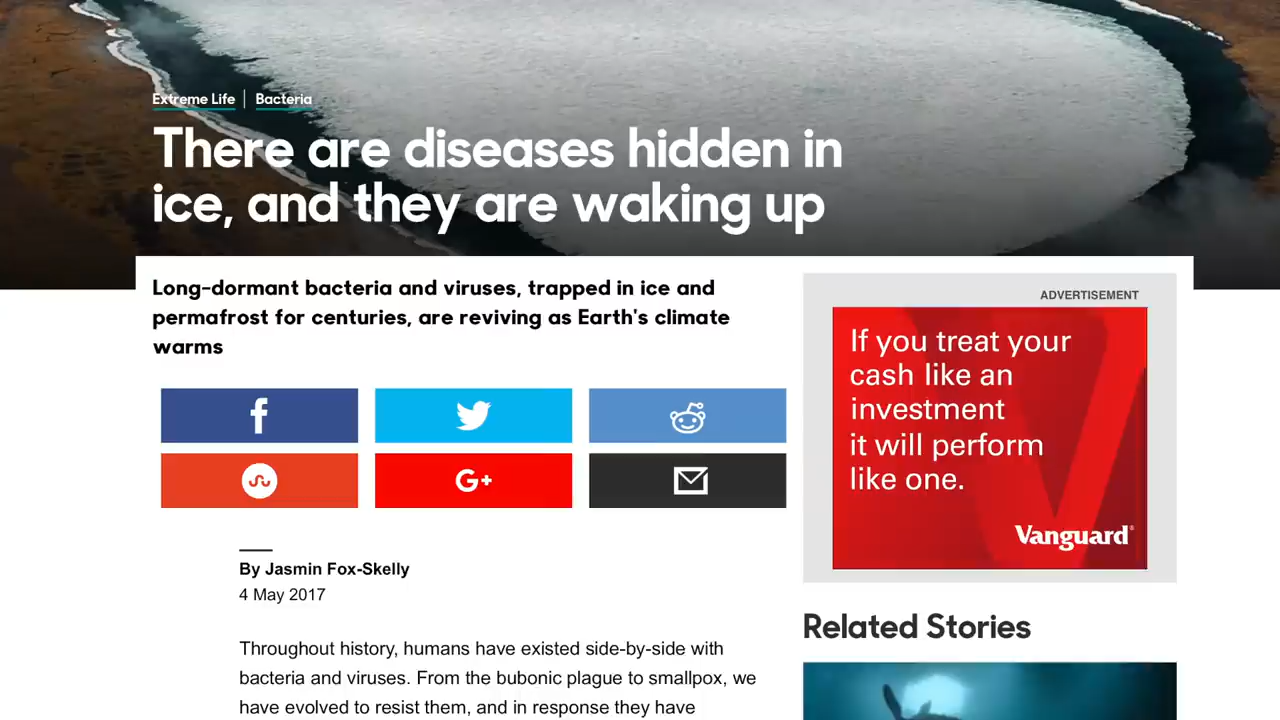 Extreme Life | Bacteria
There are diseases hidden in
ice, and they are waking up
Long-dormant bacteria and viruses, trapped in ice and
permafrost for centuries, are reviving as Earth's climate
warms
G+
By Jasmin Fox-Skelly
4 May 2017
Throughout history, humans have existed side-by-side with
bacteria and viruses. From the bubonic plague to smallpox, we
have evolved to resist them, and in response they have
ADVERTISEMENT
If you treat your
cash like an
investment
it will perform
like one.
Vanguard®
Related Stories